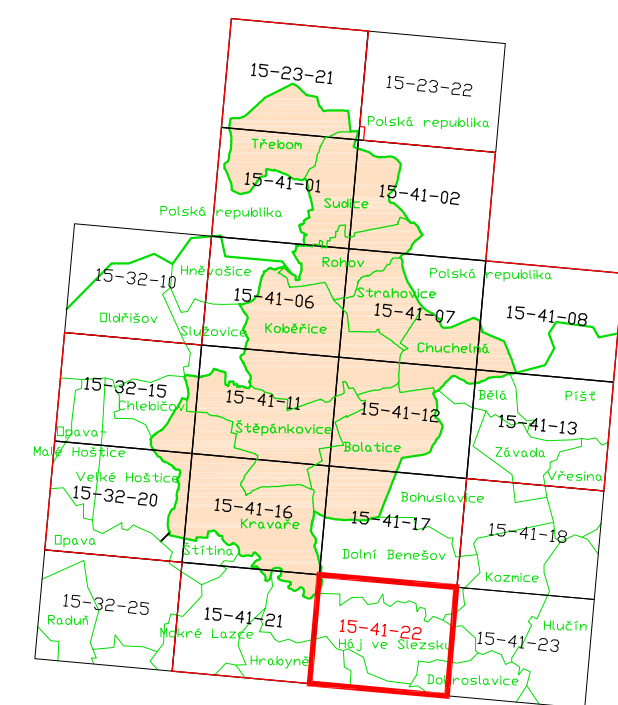 15-23-21
15-23-22
Polská republika
Třebom
15-41-01
15-41-02
Sudice
Polská republika
Rohov
Hněvošice
15-32-10
Polská republika
Strahovice
15-41-06
15-41-07
15-41-08
Oldřišov
Služovice
Kobeřice
Chuchelná
15-32-15
Chlebičov
15-41-11
15-41-12
Bělá
Píšť
15-41-13
Opava-
Malé Hoštice
Štěpánkovice
Bolatice
Závada
Velké Hoštice
Vřesina
15-32-20
15-41-16
Bohuslavice
Kravaře
15-41-17
15-41-18
Opava
Štítina
Dolní Benešov
Kozmice
15-32-25
Raduň
15-41-21
Mokré Lazce
15-41-22
Háj ve Slezsku
15-41-23
Hlučín
Hrabyně
Dobroslavice